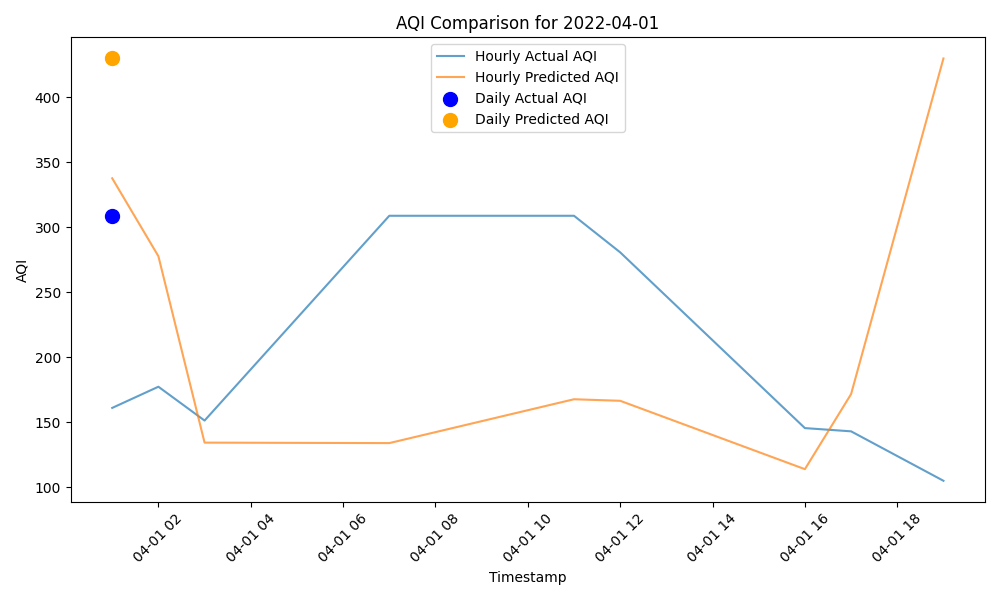 AQI Comparison for 2022-04-01
Hourly Actual AQI
Hourly Predicted AQI
Daily Actual AQI
Daily Predicted AQI
AQI
400
350
300
250
200
150
100
04-01 02
04-01 04
04-01 06
04-01 08
04-01 10
04-01 12
04-01 14
04-01 16
04-01 18
Timestamp